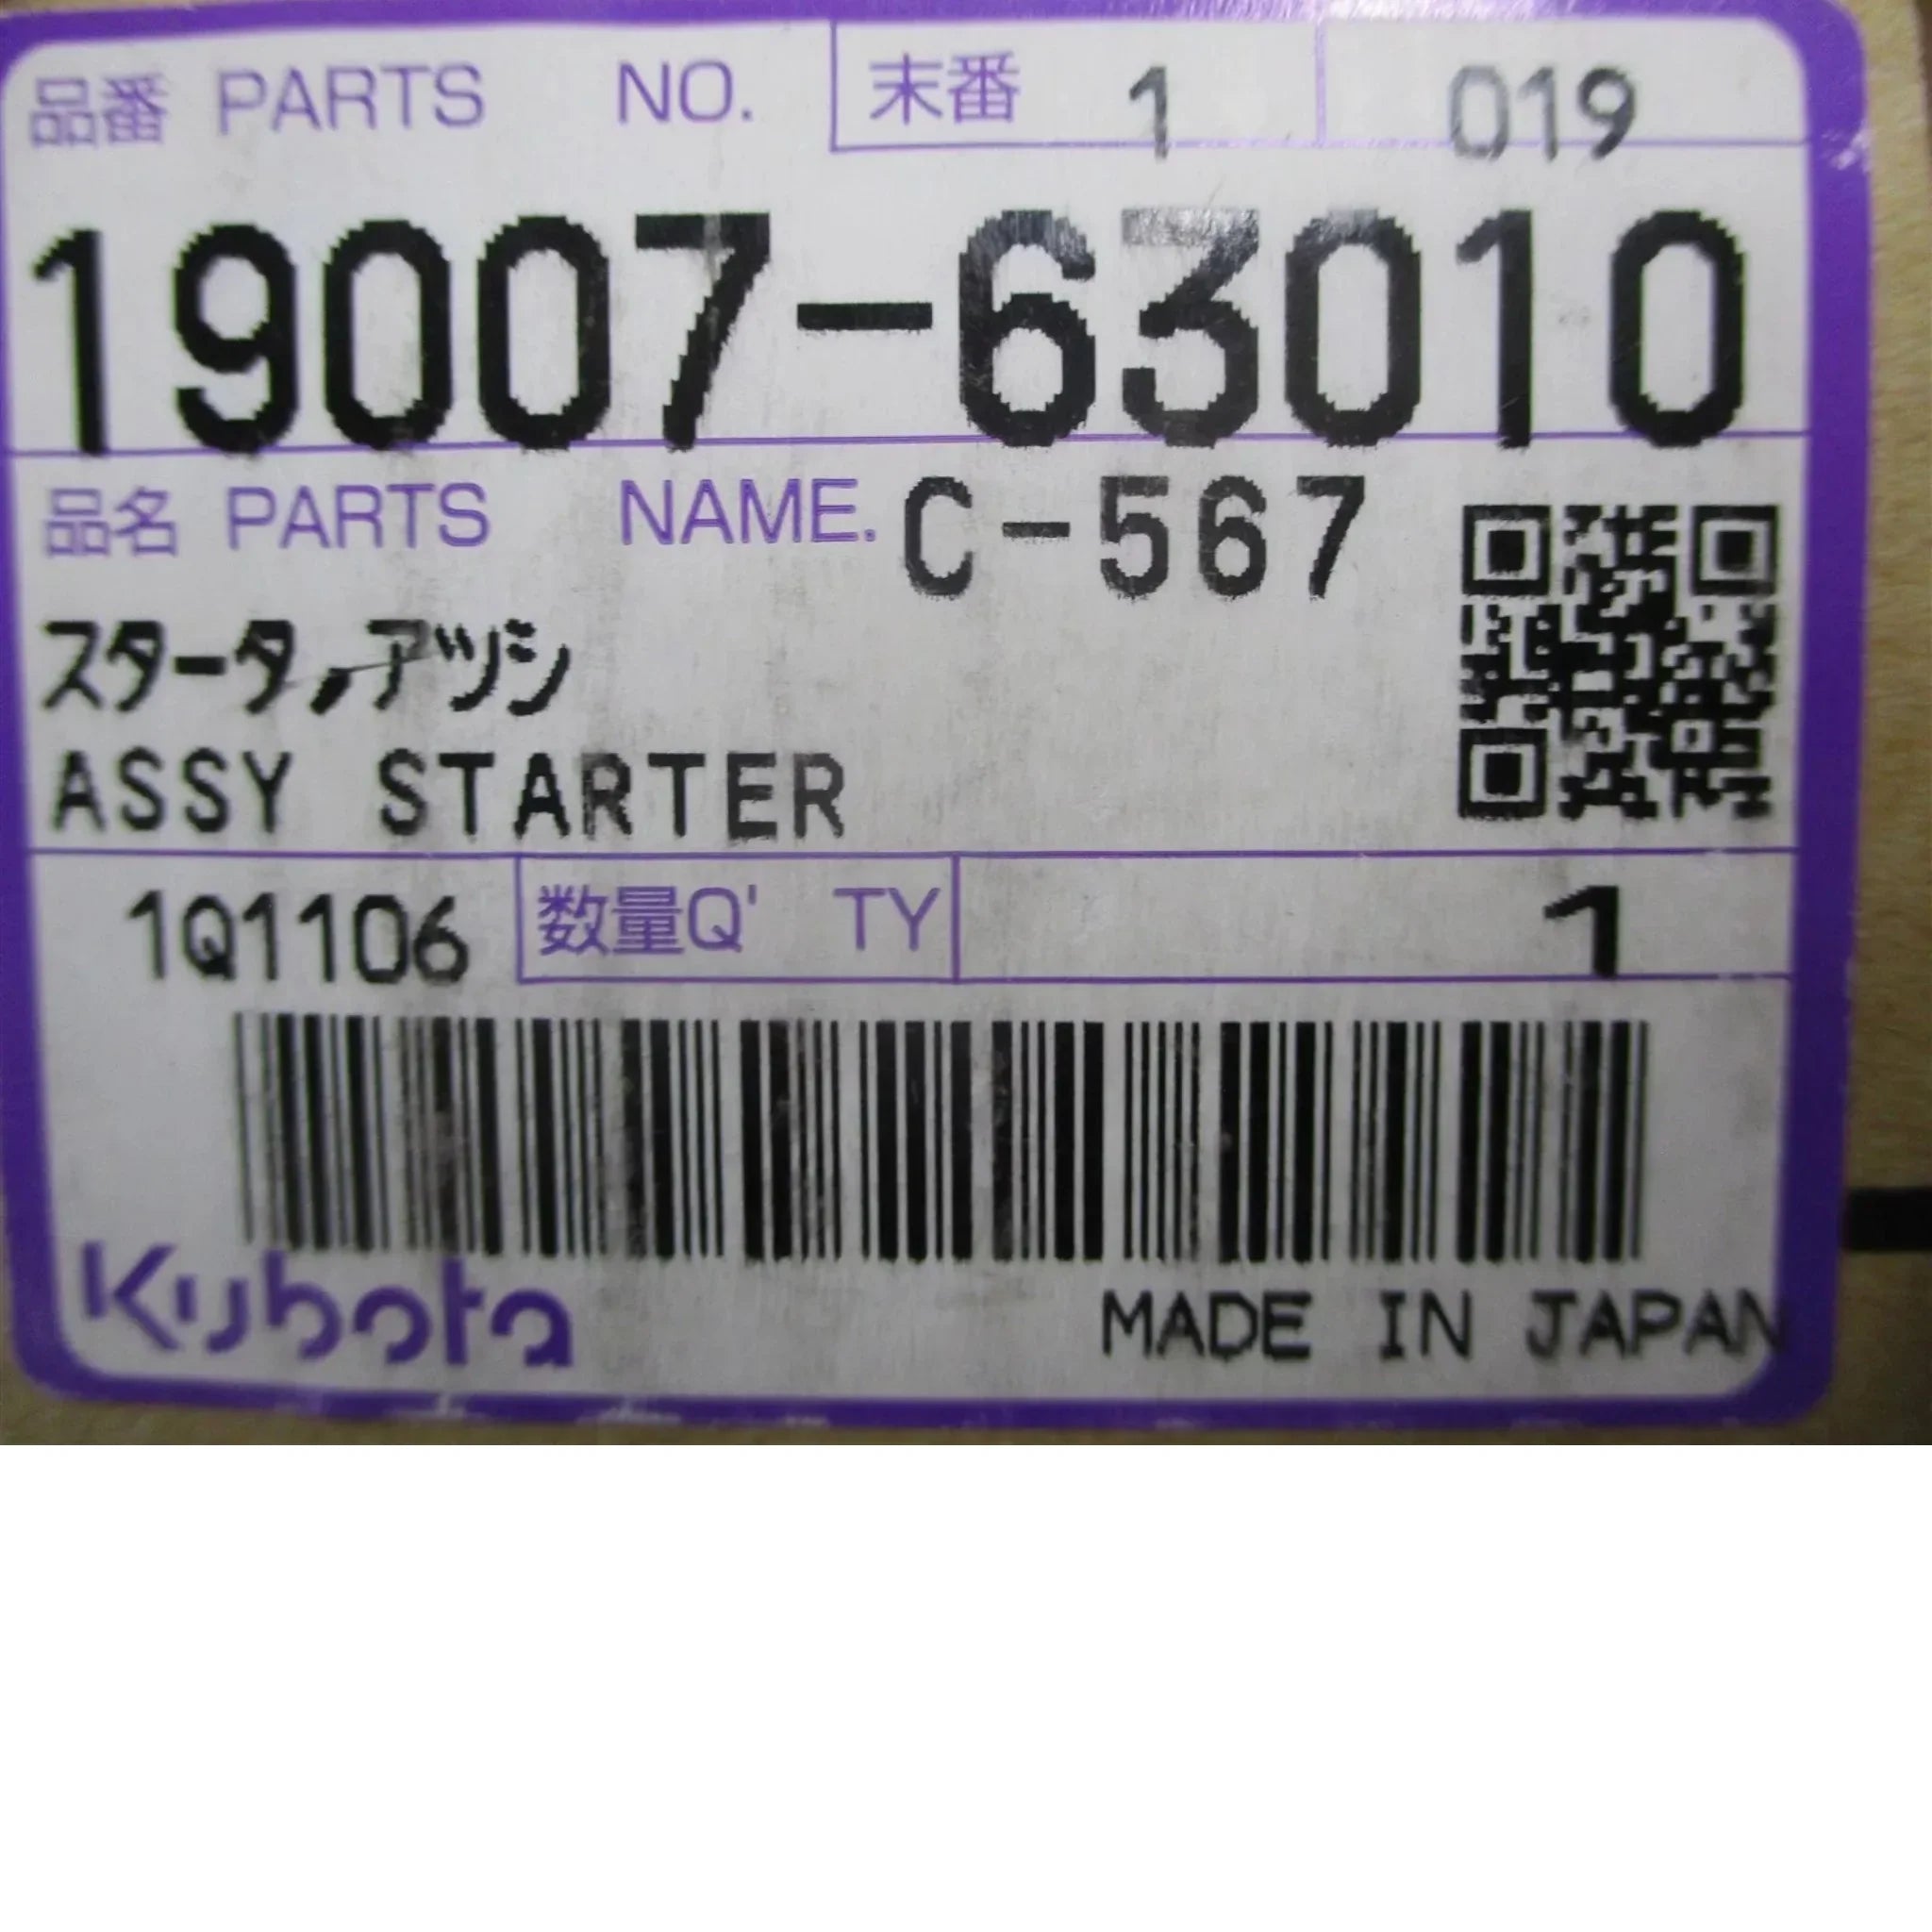 品番 PARTS NO. 末番 1 019
19007-63010
品名 PARTS NAME. C-567
スタータ,アツシ
ASSY STARTER
1Q1106 数量Q' TY 1
Kubota MADE IN JAPAN